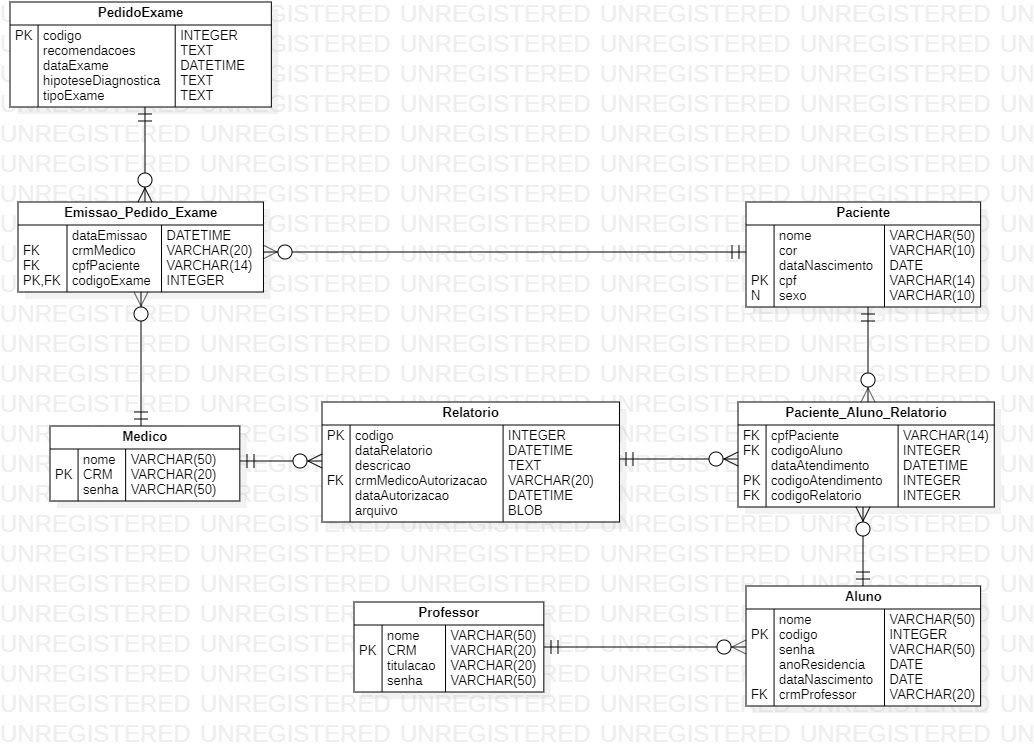 PedidoExame
PK codigo INTEGER
recomendacoes TEXT
dataExame DATETIME
hipoteseDiagnostica TEXT
tipoExame TEXT
Emissao_Pedido_Exame
dataEmissao DATETIME
FK crmMedico VARCHAR(20)
FK cpfPaciente VARCHAR(14)
PK,FK codigoExame INTEGER
Paciente
nome VARCHAR(50)
cor VARCHAR(10)
dataNascimento DATE
PK cpf VARCHAR(14)
N sexo VARCHAR(10)
Medico
nome VARCHAR(50)
PK CRM VARCHAR(20)
senha VARCHAR(50)
Relatorio
PK codigo INTEGER
dataRelatorio DATETIME
descricao TEXT
FK crmMedicoAutorizacao VARCHAR(20)
dataAutorizacao DATETIME
arquivo BLOB
Paciente_Aluno_Relatorio
FK cpfPaciente VARCHAR(14)
FK codigoAluno INTEGER
dataAtendimento DATETIME
PK codigoAtendimento INTEGER
FK codigoRelatorio INTEGER
Professor
nome VARCHAR(50)
PK CRM VARCHAR(20)
titulacao VARCHAR(20)
senha VARCHAR(50)
Aluno
nome VARCHAR(50)
PK codigo INTEGER
senha VARCHAR(50)
anoResidencia DATE
dataNascimento DATE
FK crmProfessor VARCHAR(20)
UNREGISTERED